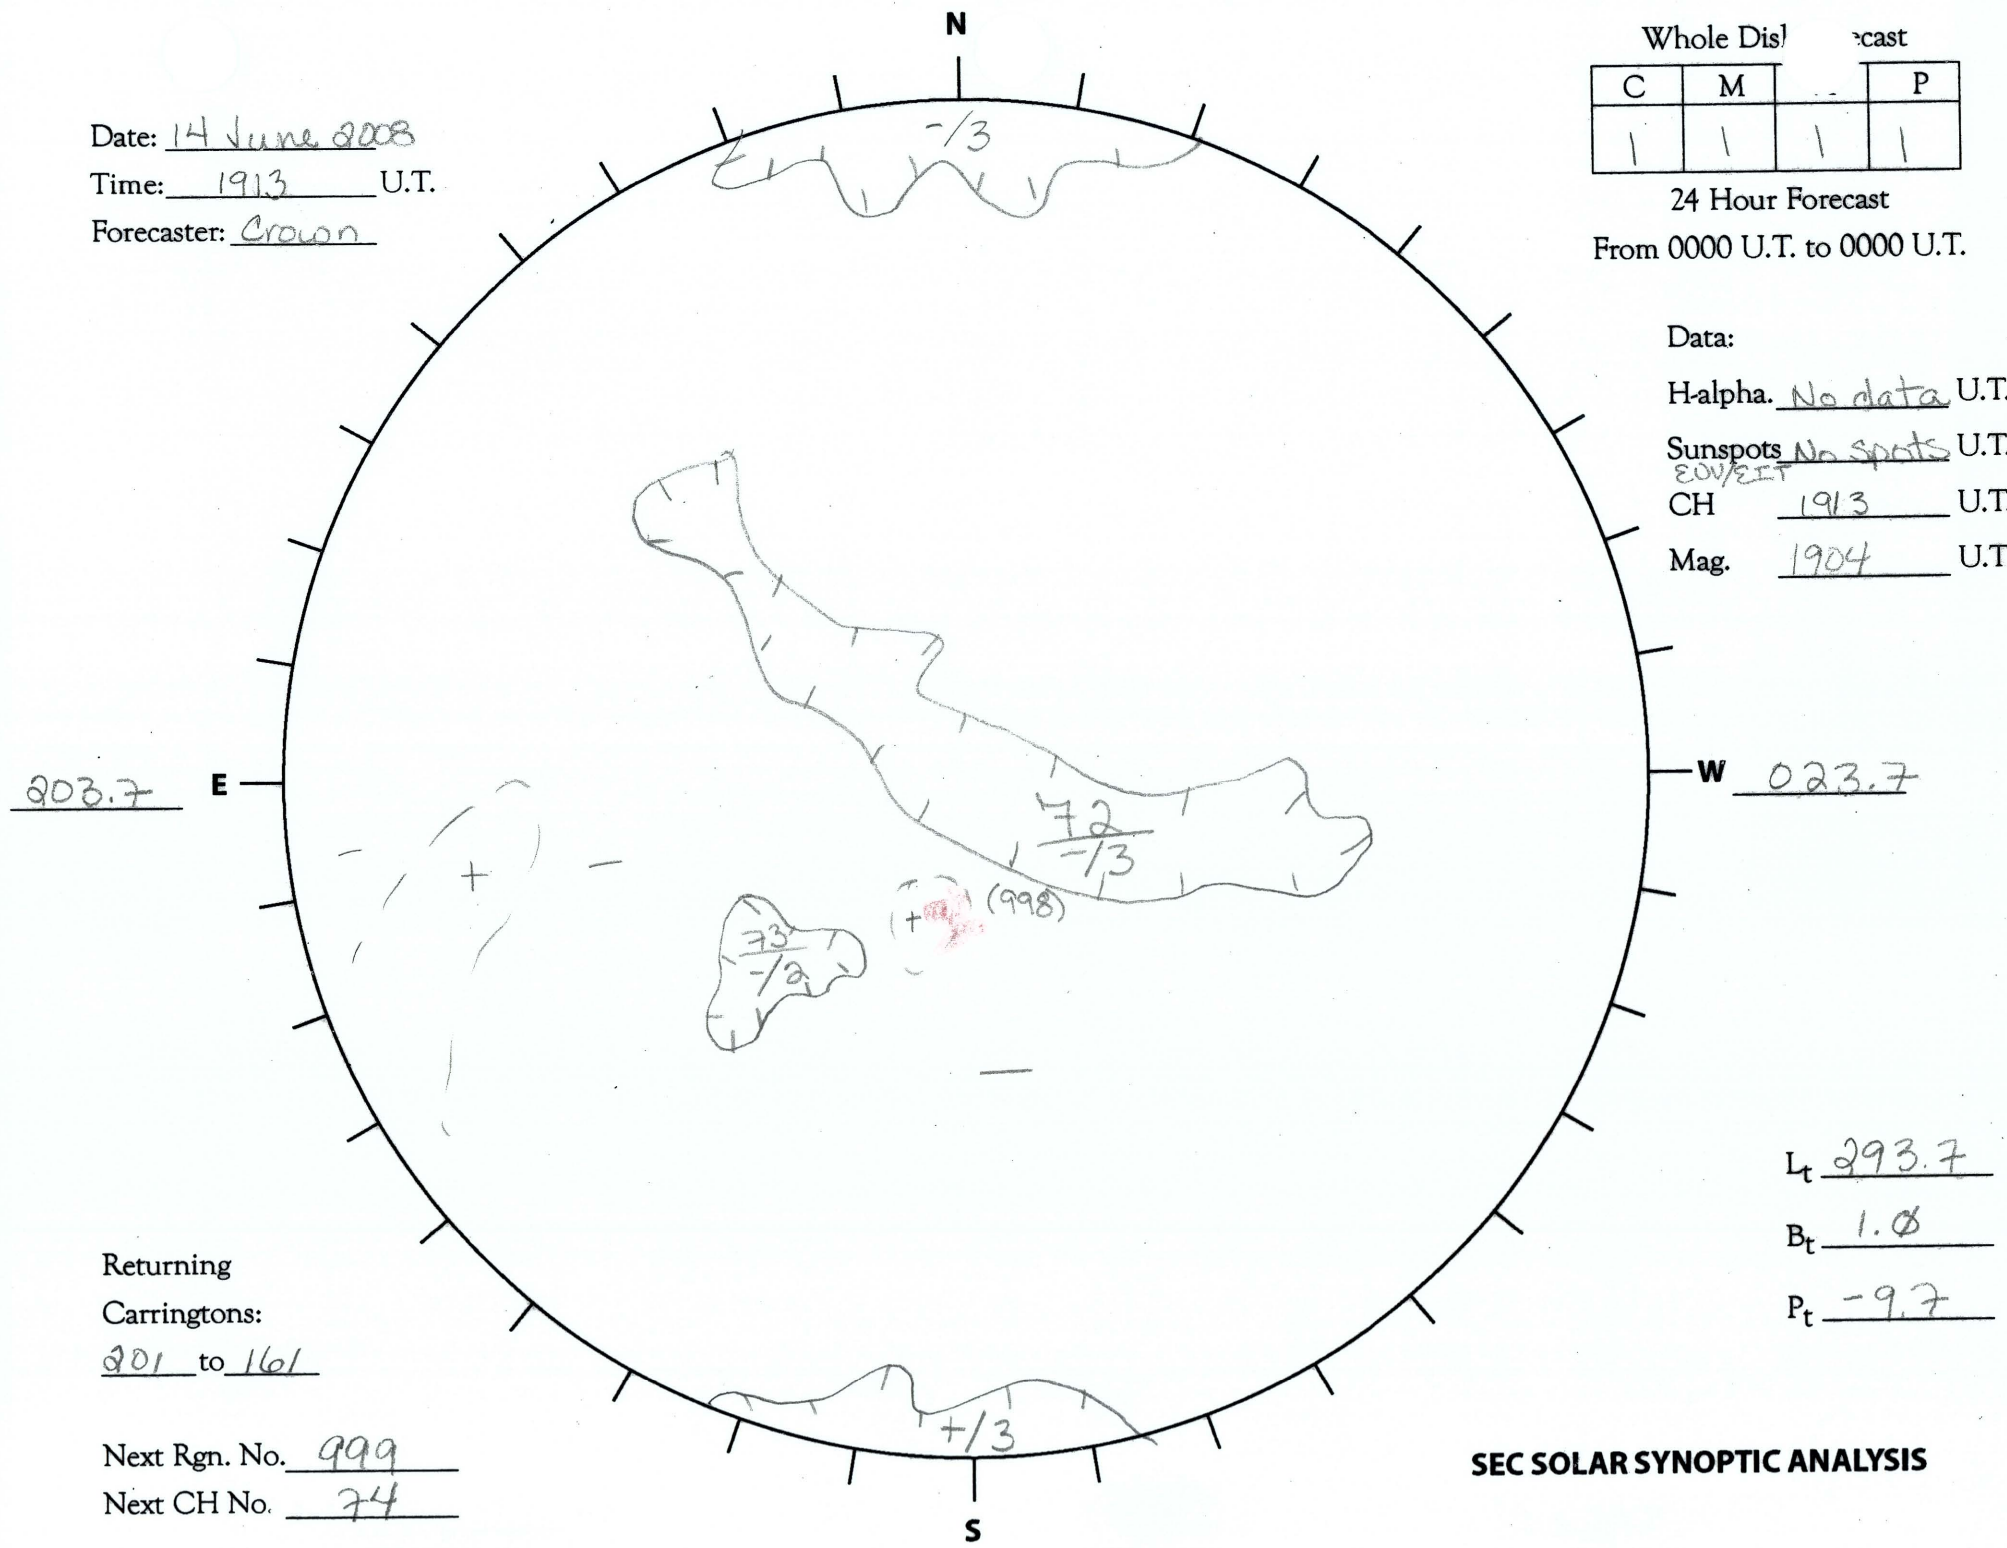 N
Date: 14 June 2008
Time: 1913 U.T.
Forecaster: Crown
Whole Disl ecast
C M P
1 1 1 1
24 Hour Forecast
From 0000 U.T. to 0000 U.T.
Data:
H-alpha. No data U.T.
Sunspots No Spots U.T.
EUV/EIT
CH 1913 U.T.
Mag. 1904 U.T.
-/3
203.7 E
W 023.7
72
-/3
+
−
(998)
+
73
-/2
−
Lt 293.7
Bt 1.0
Pt -9.7
Returning
Carringtons:
201 to 161
Next Rgn. No. 999
Next CH No. 74
+/3
SEC SOLAR SYNOPTIC ANALYSIS
S